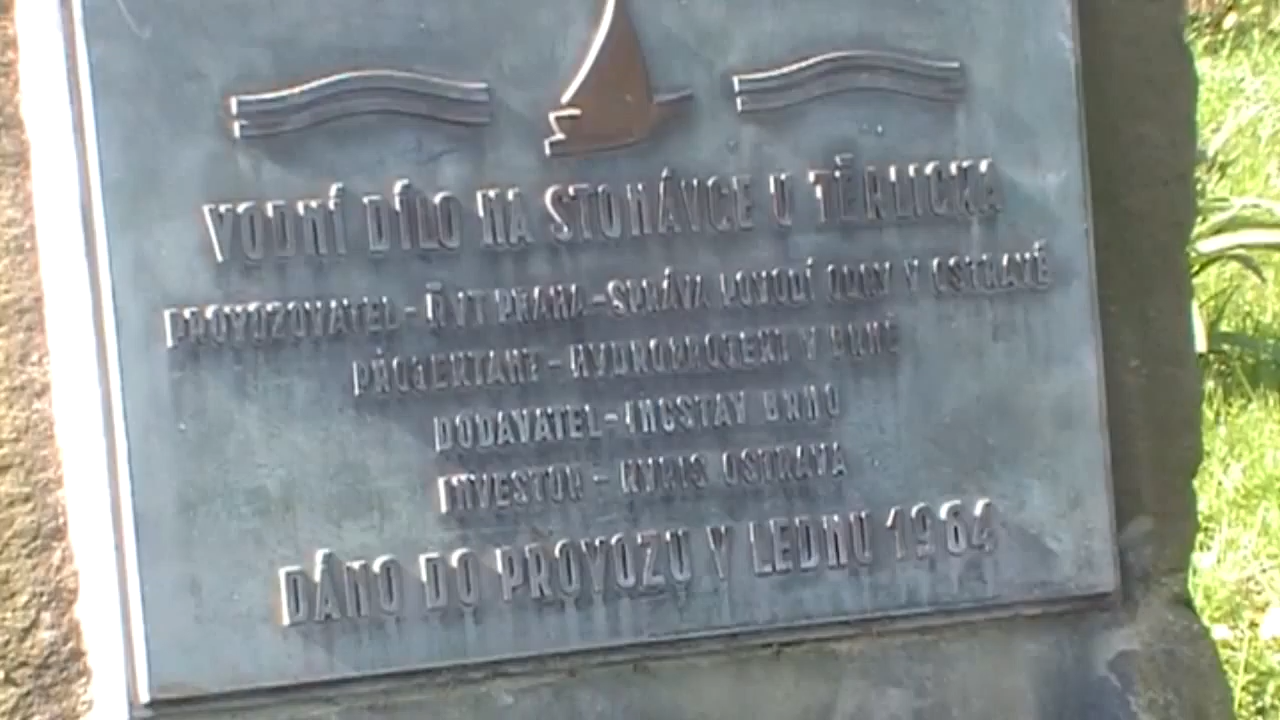 VODNÍ DÍLO NA STONÁVCE U TĚRLICKA
PROVOZOVATEL - ŘVT PRAHA - SPRÁVA POVODÍ ODRY V OSTRAVĚ
PROJEKTANT - HYDROPROJEKT V BRNĚ
DODAVATEL - INGSTAV BRNO
INVESTOR - OSTRAVA
DÁNO DO PROVOZU V LEDNU 1964